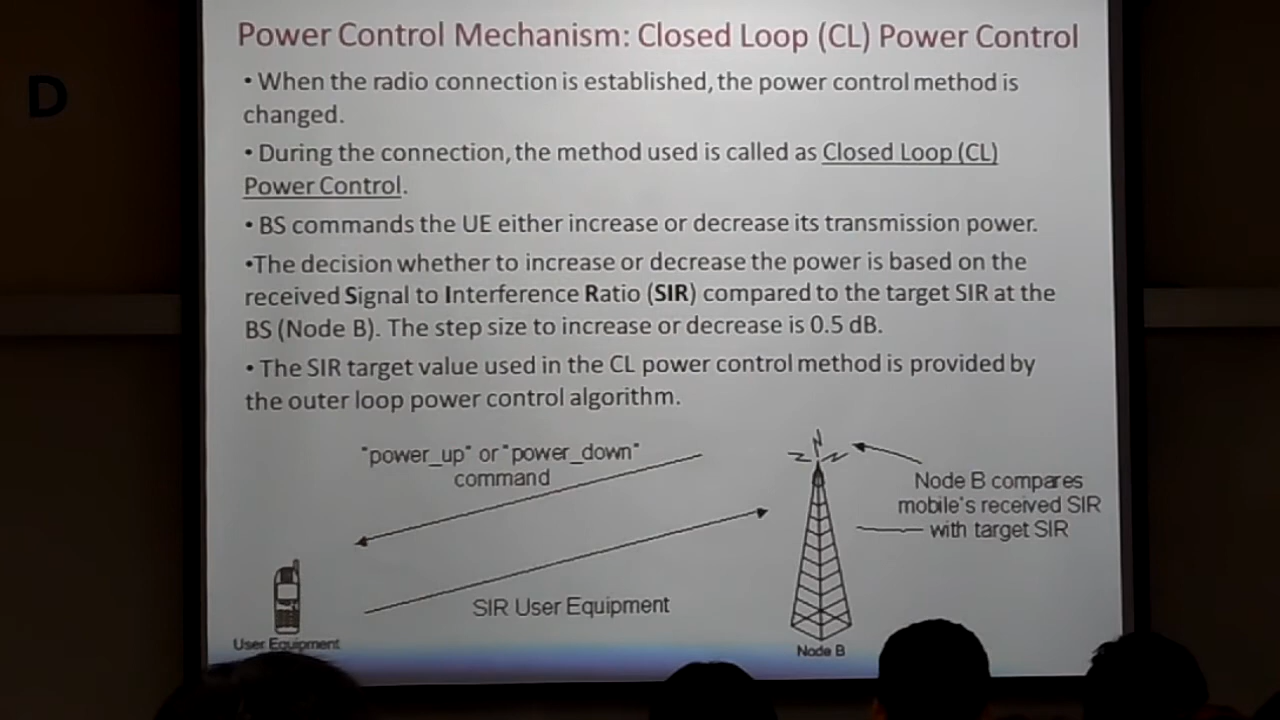 D
Power Control Mechanism: Closed Loop (CL) Power Control
• When the radio connection is established, the power control method is
changed.
• During the connection, the method used is called as Closed Loop (CL)
Power Control.
• BS commands the UE either increase or decrease its transmission power.
•The decision whether to increase or decrease the power is based on the
received Signal to Interference Ratio (SIR) compared to the target SIR at the
BS (Node B). The step size to increase or decrease is 0.5 dB.
• The SIR target value used in the CL power control method is provided by
the outer loop power control algorithm.
"power_up" or "power_down"
command
Node B compares
mobile's received SIR
with target SIR
SIR User Equipment
User Equipment
Node B